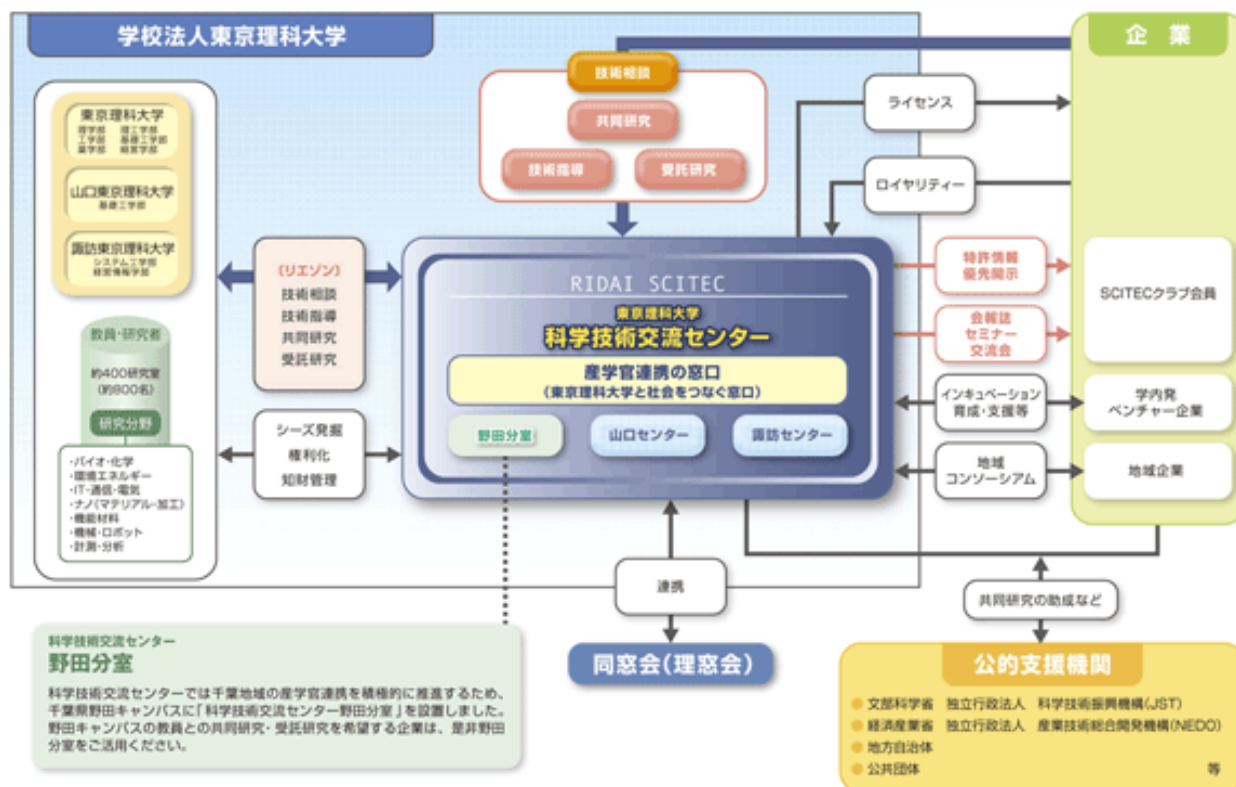 学校法人東京理科大学
企業
技術相談
共同研究
技術指導
受託研究
ライセンス
ロイヤリティー
東京理科大学
理学部 理工学部
工学部 基礎工学部
薬学部 経営学部
山口東京理科大学
基礎工学部
諏訪東京理科大学
システム工学部
経営情報学部
教員・研究者
約400研究室
(約800名)
研究分野
・バイオ・化学
・環境エネルギー
・IT・通信・電気
・ナノ(マテリアル・加工)
・機能材料
・機械・ロボット
・計測・分析
(リエゾン)
技術相談
技術指導
共同研究
受託研究
シーズ発掘
権利化
知財管理
RIDAI SCITEC
東京理科大学
科学技術交流センター
産学官連携の窓口
(東京理科大学と社会をつなぐ窓口)
野田分室
山口センター
諏訪センター
特許情報
優先開示
会報誌
セミナー
交流会
インキュベーション
育成・支援等
地域
コンソーシアム
SCITECクラブ会員
学内発
ベンチャー企業
地域企業
連携
共同研究の助成など
同窓会(理窓会)
科学技術交流センター
野田分室
科学技術交流センターでは千葉地域の産学官連携を積極的に推進するため、
千葉県野田キャンパスに「科学技術交流センター野田分室」を設置しました。
野田キャンパスの教員との共同研究・受託研究を希望する企業は、是非野田
分室をご活用ください。
公的支援機関
文部科学省 独立行政法人 科学技術振興機構(JST)
経済産業省 独立行政法人 産業技術総合開発機構(NEDO)
地方自治体
公共団体 等